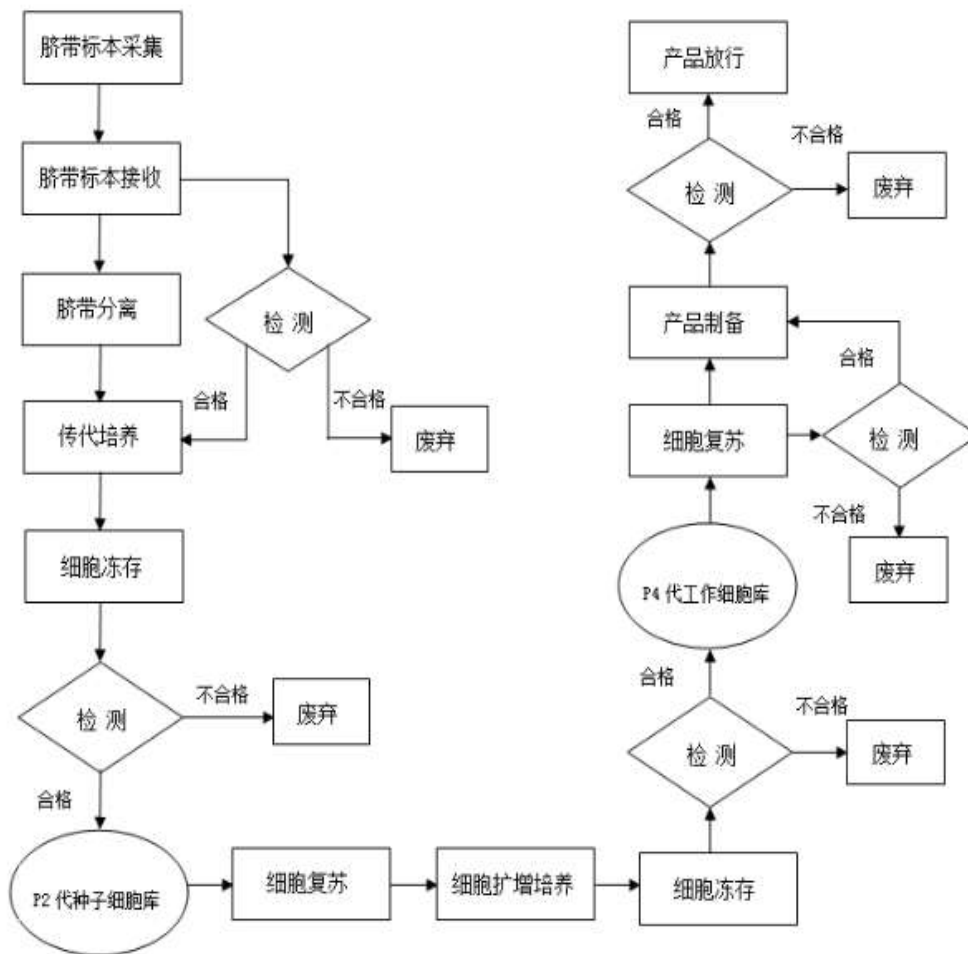 脐带标本采集
脐带标本接收
脐带分离
检 测
合格
不合格
传代培养
废弃
细胞冻存
检 测
不合格
废弃
合格
P2 代种子细胞库
细胞复苏
细胞扩增培养
细胞冻存
检 测
不合格
废弃
合格
P4 代工作细胞库
细胞复苏
检 测
合格
不合格
废弃
产品制备
检 测
不合格
废弃
合格
产品放行